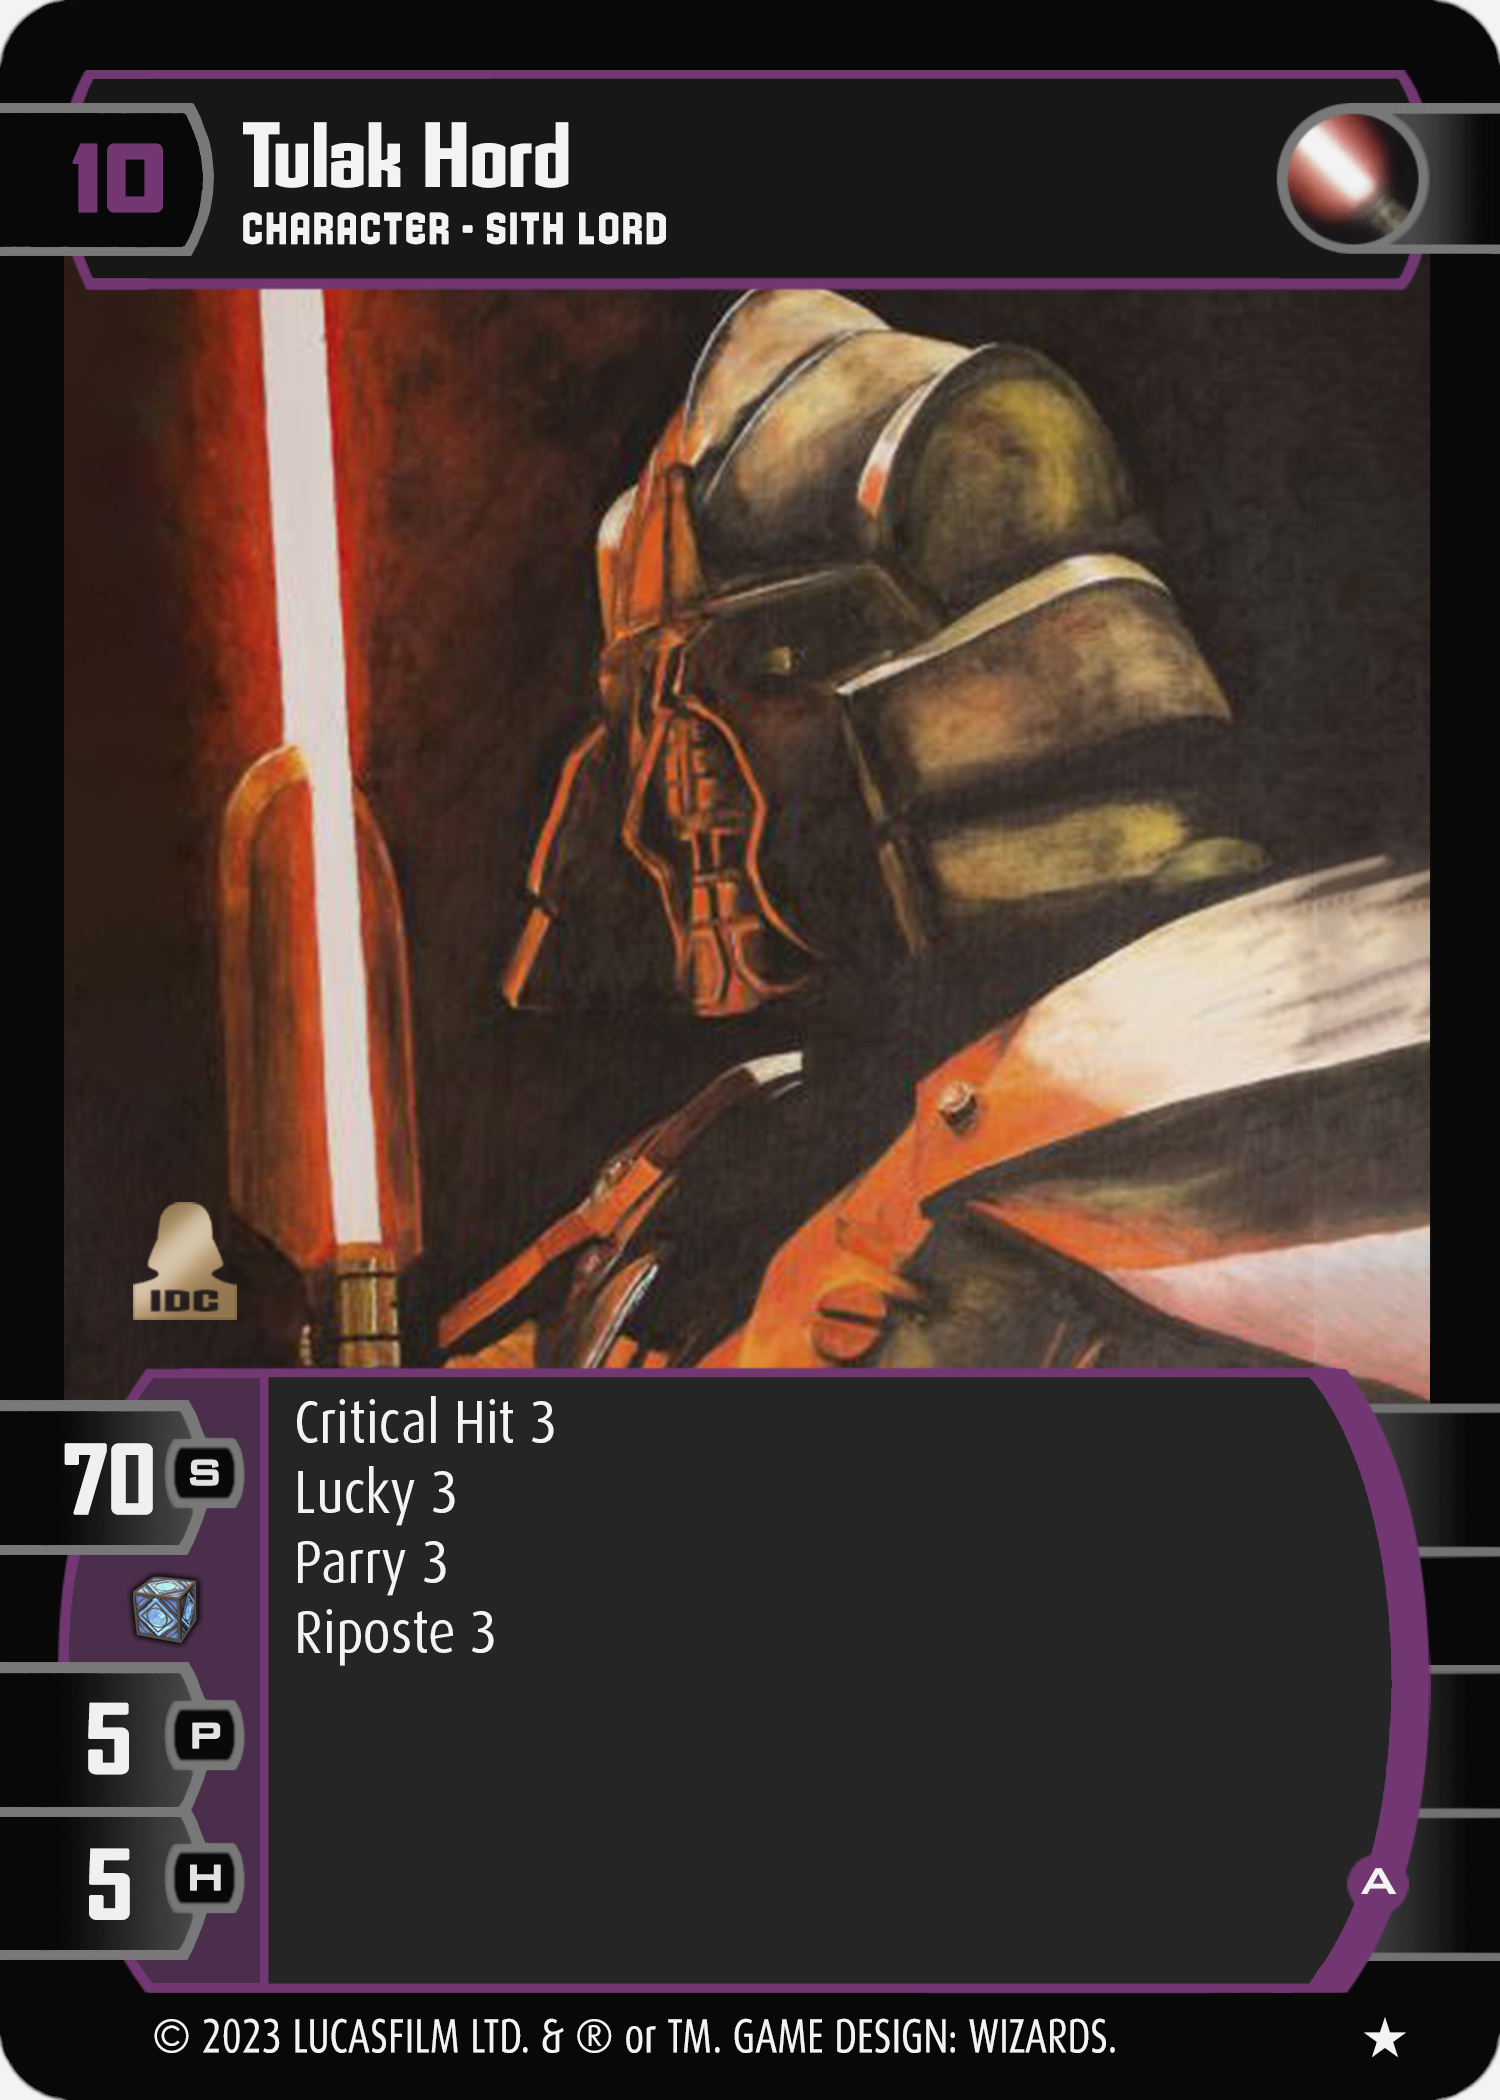 10
Tulak Hord
CHARACTER - SITH LORD
IDC
70 S
Critical Hit 3
Lucky 3
Parry 3
Riposte 3
5 P
5 H
A
© 2023 LUCASFILM LTD. & ® or TM. GAME DESIGN: WIZARDS.